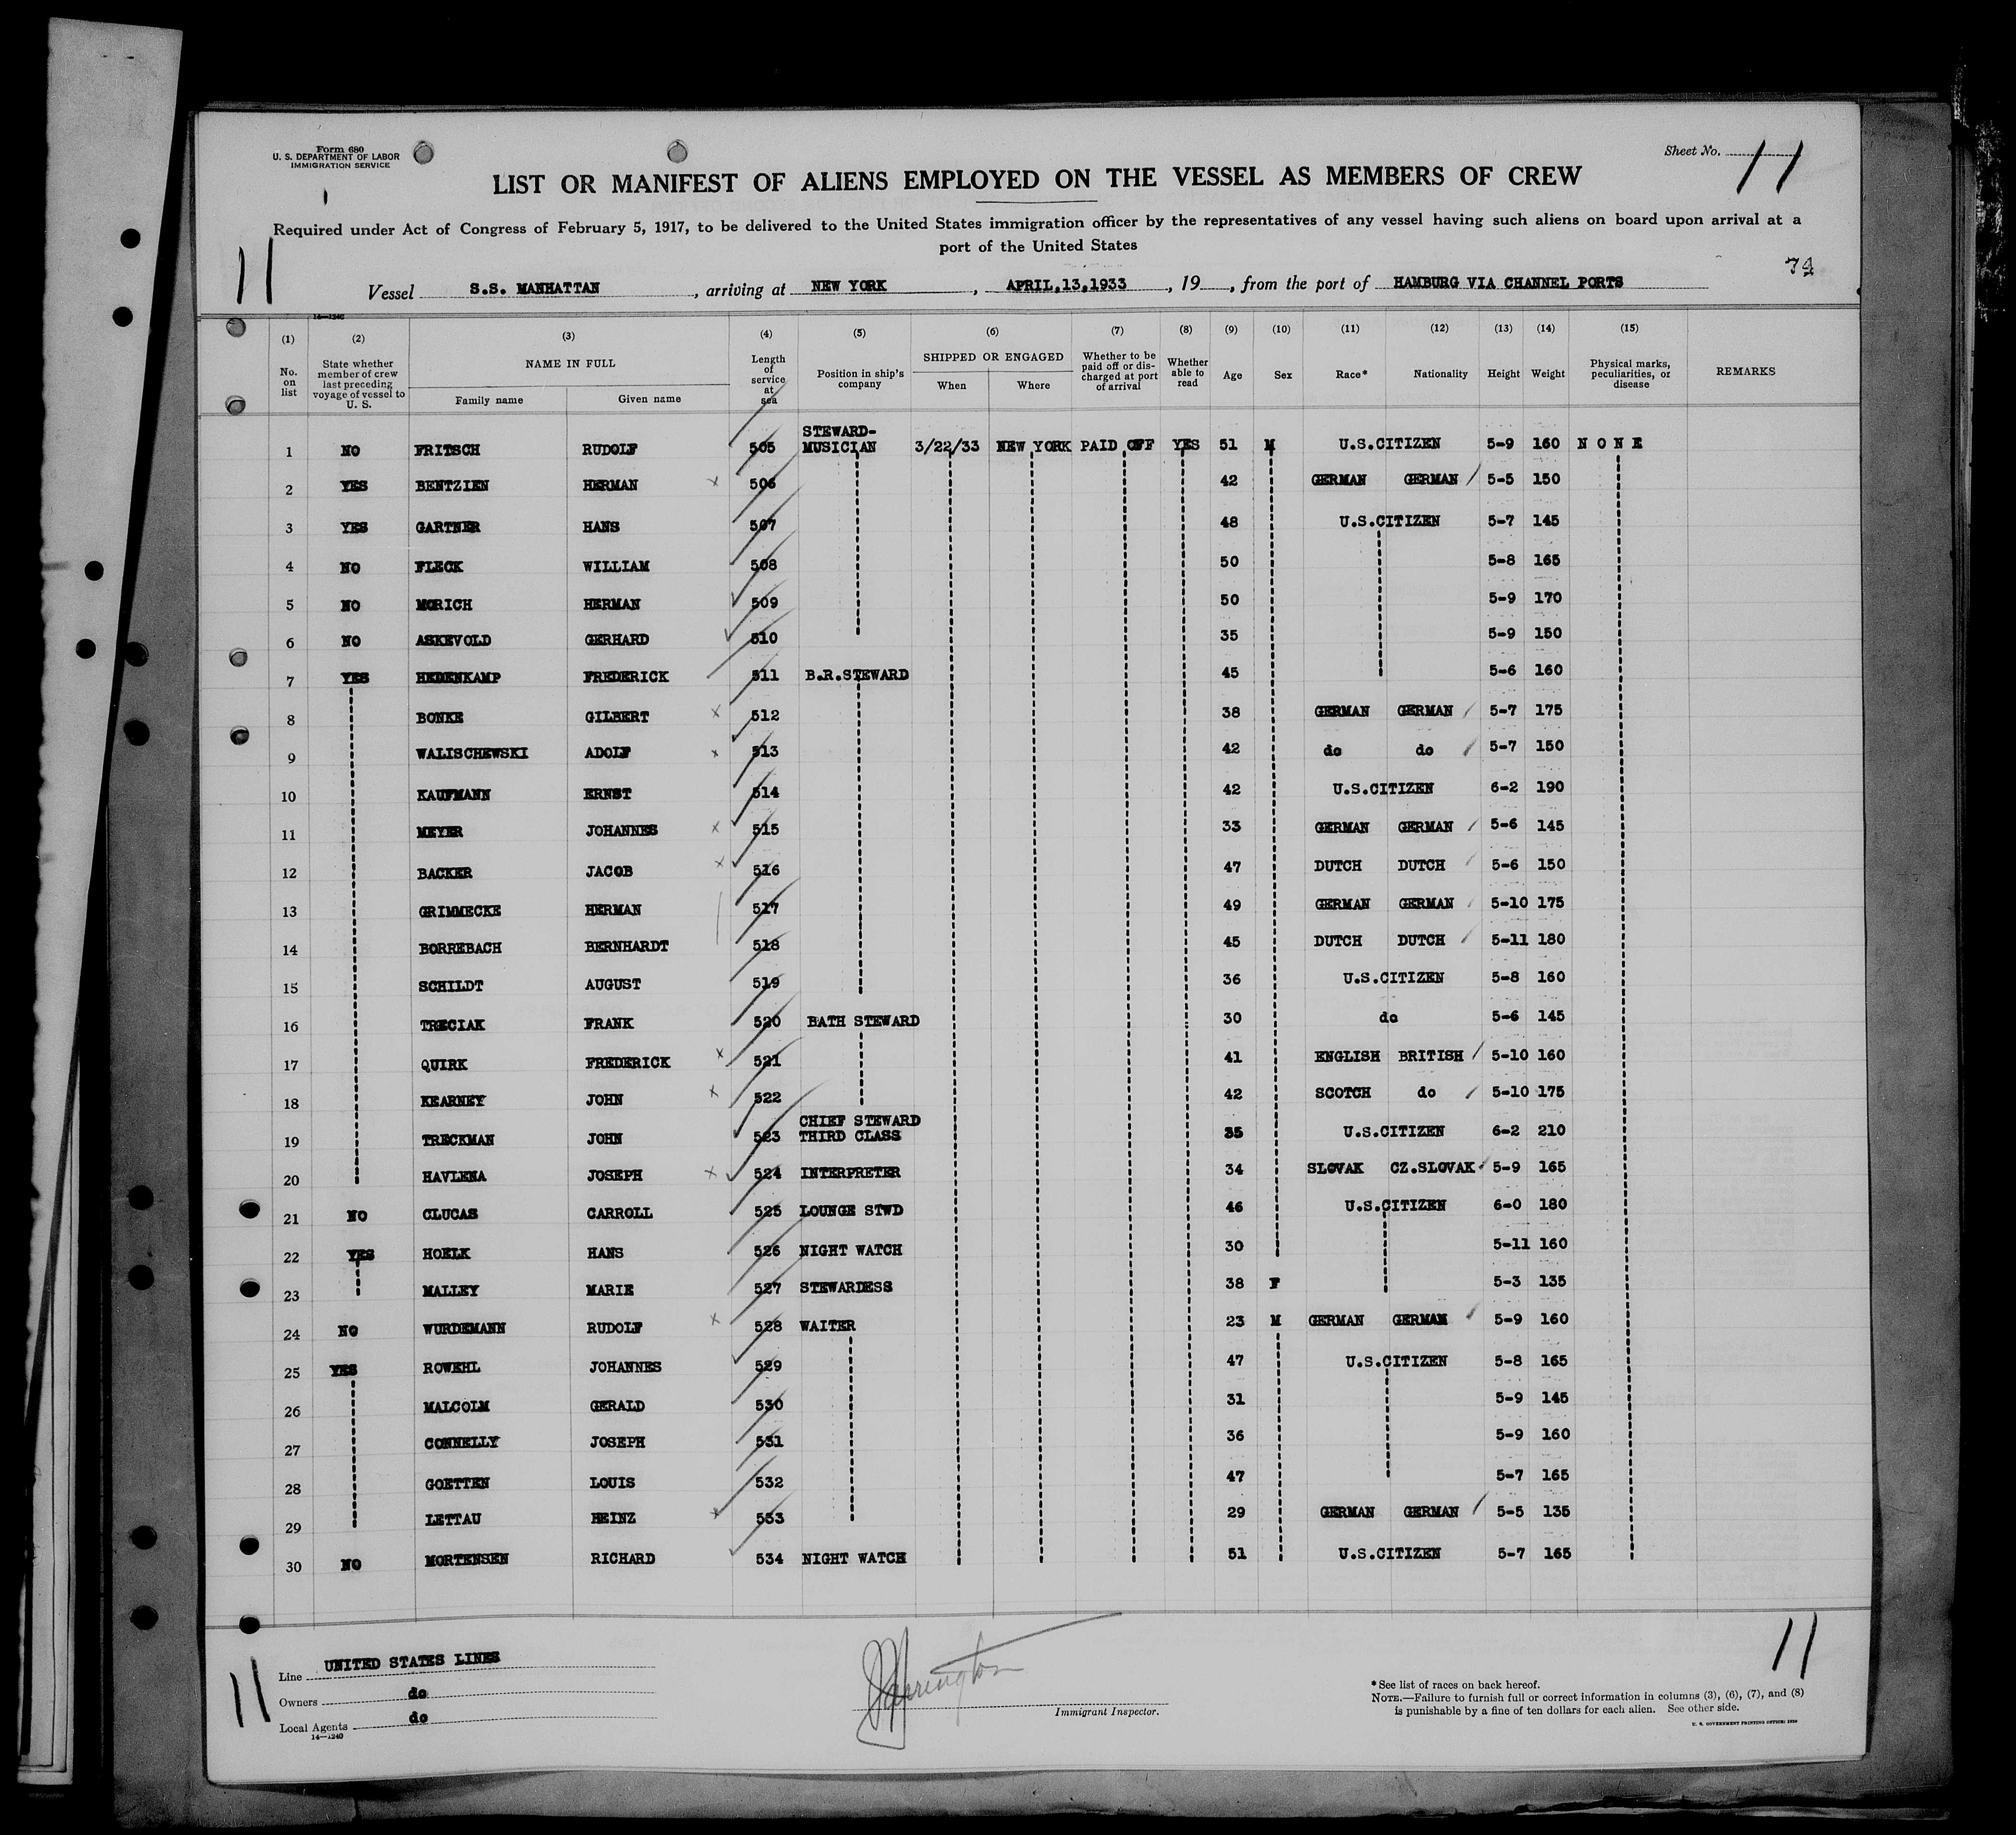 Form 680
U. S. DEPARTMENT OF LABOR
IMMIGRATION SERVICE
Sheet No. 11
LIST OR MANIFEST OF ALIENS EMPLOYED ON THE VESSEL AS MEMBERS OF CREW
Required under Act of Congress of February 5, 1917, to be delivered to the United States immigration officer by the representatives of any vessel having such aliens on board upon arrival at a
port of the United States
11
Vessel S.S. MANHATTAN, arriving at NEW YORK, APRIL,13,1933, 19, from the port of HAMBURG VIA CHANNEL PORTS
14—1240
(1) (2) (3) (4) (5) (6) (7) (8) (9) (10) (11) (12) (13) (14) (15)
No. on list State whether member of crew last preceding voyage of vessel to U. S. NAME IN FULL Family name Given name Length of service at sea Position in ship's company SHIPPED OR ENGAGED When Where Whether to be paid off or discharged at port of arrival Whether able to read Age Sex Race* Nationality Height Weight Physical marks, peculiarities, or disease REMARKS
1 NO FRITSCH RUDOLF 505 STEWARD-MUSICIAN 3/22/33 NEW YORK PAID OFF YES 51 M U.S.CITIZEN 5-9 160 N O N E
2 YES BENTZIEN HERMAN x 506 42 GERMAN GERMAN 5-5 150
3 YES GARTNER HANS 507 48 U.S.CITIZEN 5-7 145
4 NO FLECK WILLIAM 508 50 5-8 165
5 NO MORICH HERMAN 509 50 5-9 170
6 NO ASKEVOLD GERHARD 510 35 5-9 150
7 YES HEDENKAMP FREDERICK 511 B.R.STEWARD 45 5-6 160
8 BONKE GILBERT x 512 38 GERMAN GERMAN 5-7 175
9 WALISCHEWSKI ADOLF x 513 42 do do 5-7 150
10 KAUFMANN ERNST 514 42 U.S.CITIZEN 6-2 190
11 MEYER JOHANNES x 515 33 GERMAN GERMAN 5-6 145
12 BACKER JACOB x 516 47 DUTCH DUTCH 5-6 150
13 GRIMMECKE HERMAN 517 49 GERMAN GERMAN 5-10 175
14 BORREBACH BERNHARDT 518 45 DUTCH DUTCH 5-11 180
15 SCHILDT AUGUST 519 36 U.S.CITIZEN 5-8 160
16 TRECIAK FRANK 520 BATH STEWARD 30 do 5-6 145
17 QUIRK FREDERICK x 521 41 ENGLISH BRITISH 5-10 160
18 KEARNEY JOHN x 522 42 SCOTCH do 5-10 175
19 TRECKMAN JOHN 523 CHIEF STEWARD THIRD CLASS 35 U.S.CITIZEN 6-2 210
20 HAVLENA JOSEPH x 524 INTERPRETER 34 SLOVAK CZ.SLOVAK 5-9 165
21 NO CLUCAS CARROLL 525 LOUNGE STWD 46 U.S.CITIZEN 6-0 180
22 YES HOELK HANS 526 NIGHT WATCH 30 5-11 160
23 MALLEY MARIE 527 STEWARDESS 38 F 5-3 135
24 NO WURDEMANN RUDOLF x 528 WAITER 23 M GERMAN GERMAN 5-9 160
25 YES ROWEHL JOHANNES 529 47 U.S.CITIZEN 5-8 165
26 MALCOLM GERALD 530 31 5-9 145
27 CONNELLY JOSEPH 531 36 5-9 160
28 GOETTEN LOUIS 532 47 5-7 165
29 LETTAU HEINZ x 533 29 GERMAN GERMAN 5-5 135
30 NO MORTENSEN RICHARD 534 NIGHT WATCH 51 U.S.CITIZEN 5-7 165
11
Line UNITED STATES LINES
Owners do
Local Agents do
14—1240
11
Immigrant Inspector.
* See list of races on back hereof.
NOTE.—Failure to furnish full or correct information in columns (3), (6), (7), and (8)
is punishable by a fine of ten dollars for each alien. See other side.